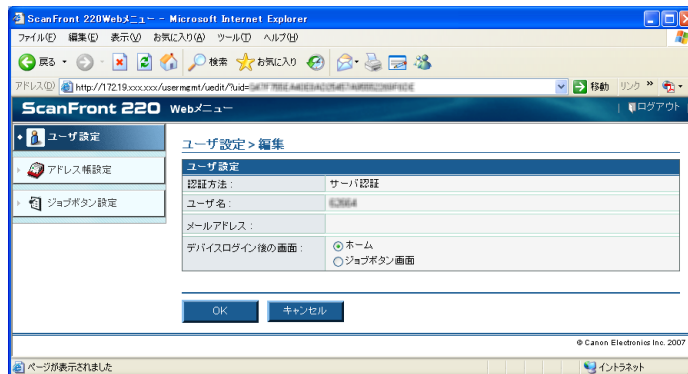 ScanFront 220Webメニュー - Microsoft Internet Explorer
ファイル(F) 編集(E) 表示(V) お気に入り(A) ツール(T) ヘルプ(H)
戻る 検索 お気に入り
アドレス(D) http://172.19.xxx.xxx/usermgmt/uedit/?uid= 移動 リンク »
ScanFront 220 Webメニュー ログアウト
ユーザ設定
アドレス帳設定
ジョブボタン設定
ユーザ設定 > 編集
ユーザ設定
認証方法 : サーバ認証
ユーザ名 :
メールアドレス :
デバイスログイン後の画面 : ホーム
ジョブボタン画面
OK キャンセル
© Canon Electronics Inc. 2007
ページが表示されました イントラネット